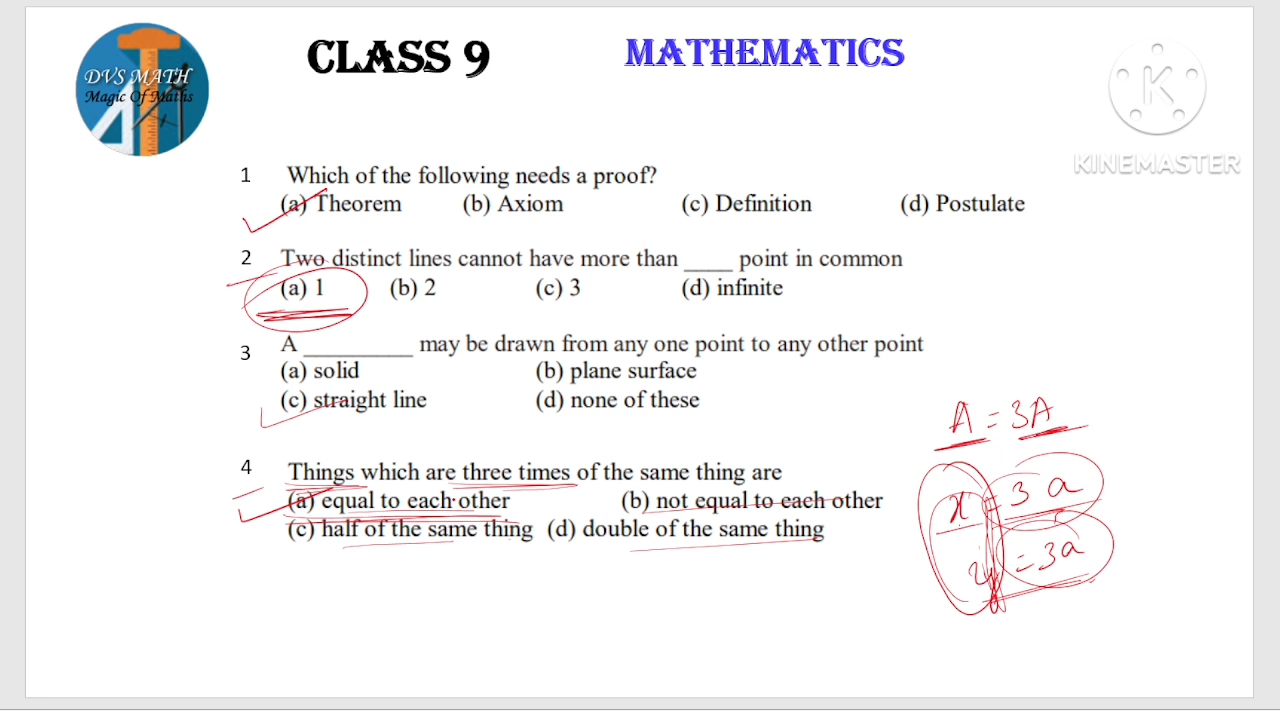 DVS MATH
Magic Of Maths
CLASS 9
MATHEMATICS
KINEMASTER
1 Which of the following needs a proof?
(a) Theorem (b) Axiom (c) Definition (d) Postulate
2 Two distinct lines cannot have more than ____ point in common
(a) 1 (b) 2 (c) 3 (d) infinite
3 A _________ may be drawn from any one point to any other point
(a) solid (b) plane surface
(c) straight line (d) none of these
4 Things which are three times of the same thing are
(a) equal to each other (b) not equal to each other
(c) half of the same thing (d) double of the same thing
A = 3A
x = 3a
y = 3a